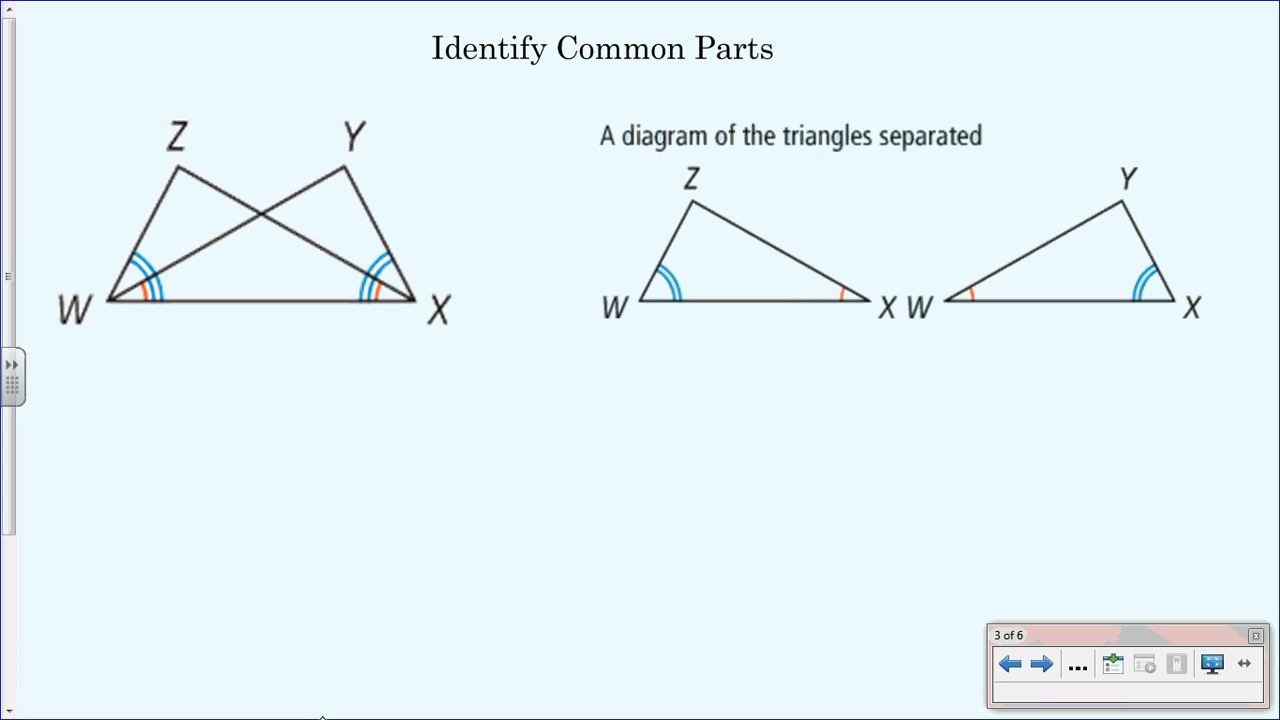 Identify Common Parts
Z Y
W X
A diagram of the triangles separated
Z Y
W X W X
3 of 6
...